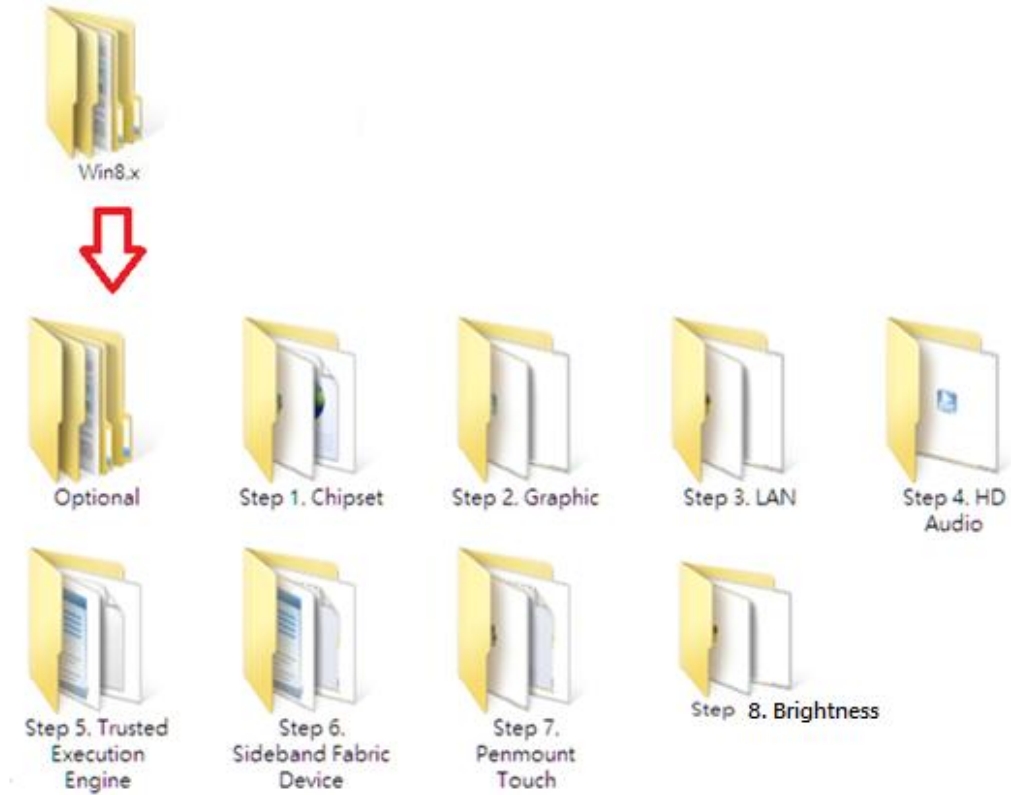 Win8.x
Optional
Step 1. Chipset
Step 2. Graphic
Step 3. LAN
Step 4. HD
Audio
Step 5. Trusted
Execution
Engine
Step 6.
Sideband Fabric
Device
Step 7.
Penmount
Touch
Step 8. Brightness